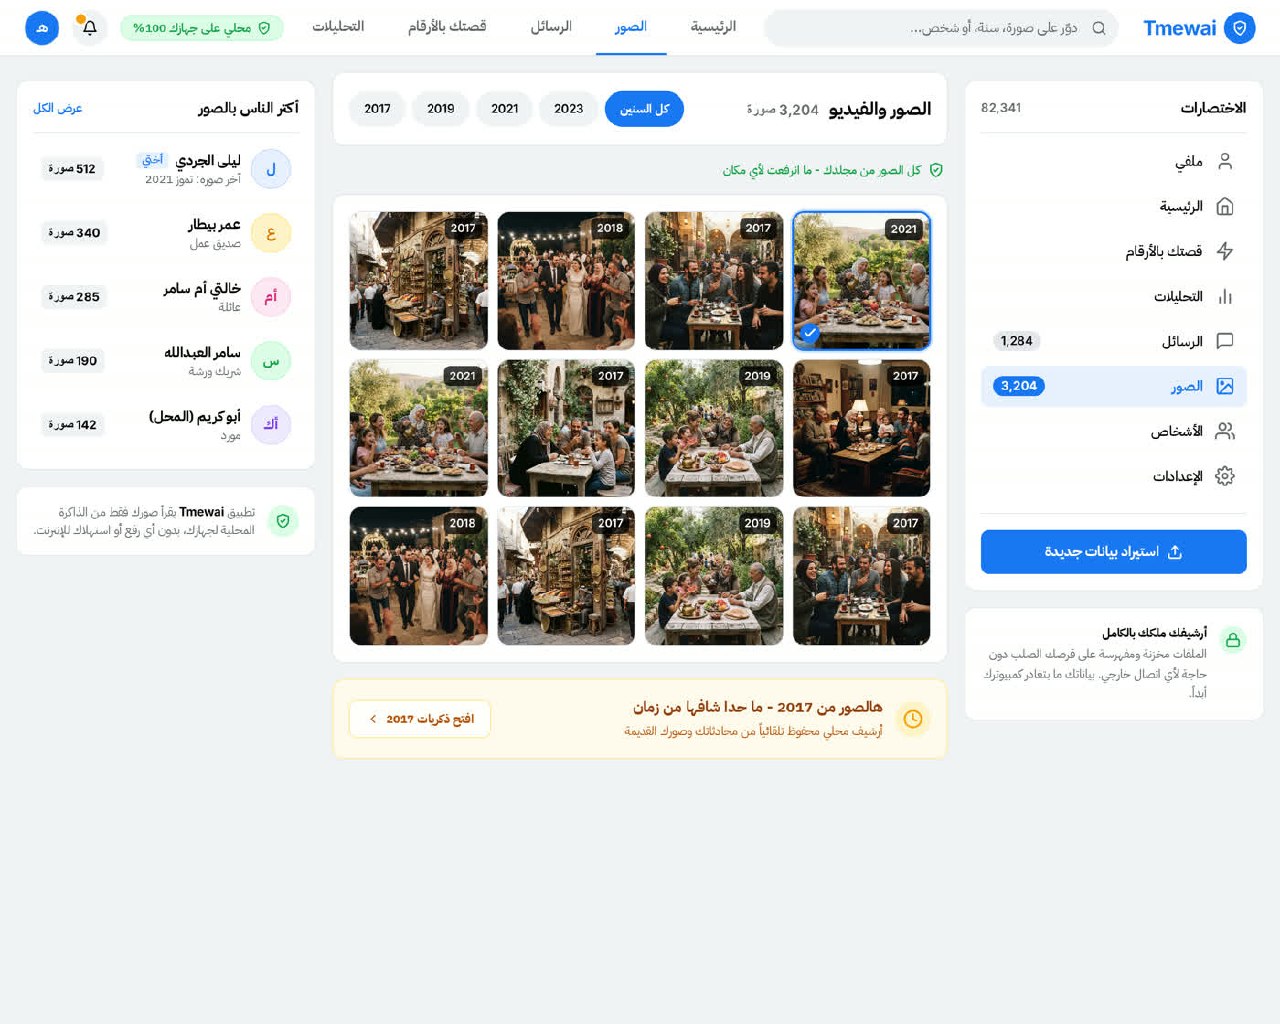 Tmewai
دوّر على صورة، سنة، أو شخص...
الرئيسية
الصور
الرسائل
قصتك بالأرقام
التحليلات
محلي على جهازك 100%
هـ
الاختصارات
82,341
ملفي
الرئيسية
قصتك بالأرقام
التحليلات
الرسائل
1,284
الصور
3,204
الأشخاص
الإعدادات
استيراد بيانات جديدة
أرشيفك ملكك بالكامل
الملفات مخزنة ومفهرسة على قرصك الصلب دون
حاجة لأي اتصال خارجي. بياناتك ما بتغادر كمبيوترك
أبداً.
الصور والفيديو
3,204 صورة
كل السنين
2023
2021
2019
2017
كل الصور من مجلدك - ما انرفعت لأي مكان
2021
2017
2018
2017
2017
2019
2017
2021
2017
2019
2017
2018
هالصور من 2017 - ما حدا شافها من زمان
أرشيف محلي محفوظ تلقائياً من محادثاتك وصورك القديمة
افتح ذكريات 2017
أكتر الناس بالصور
عرض الكل
ل
ليلى الجردي
أختي
آخر صورة: تموز 2021
512 صورة
ع
عمر بيطار
صديق عمل
340 صورة
أم
خالتي أم سامر
عائلة
285 صورة
س
سامر العبدالله
شريك ورشة
190 صورة
أك
أبو كريم (المحل)
مورد
142 صورة
تطبيق Tmewai بقرأ صورك فقط من الذاكرة
المحلية لجهازك، بدون أي رفع أو استهلاك للإنترنت.